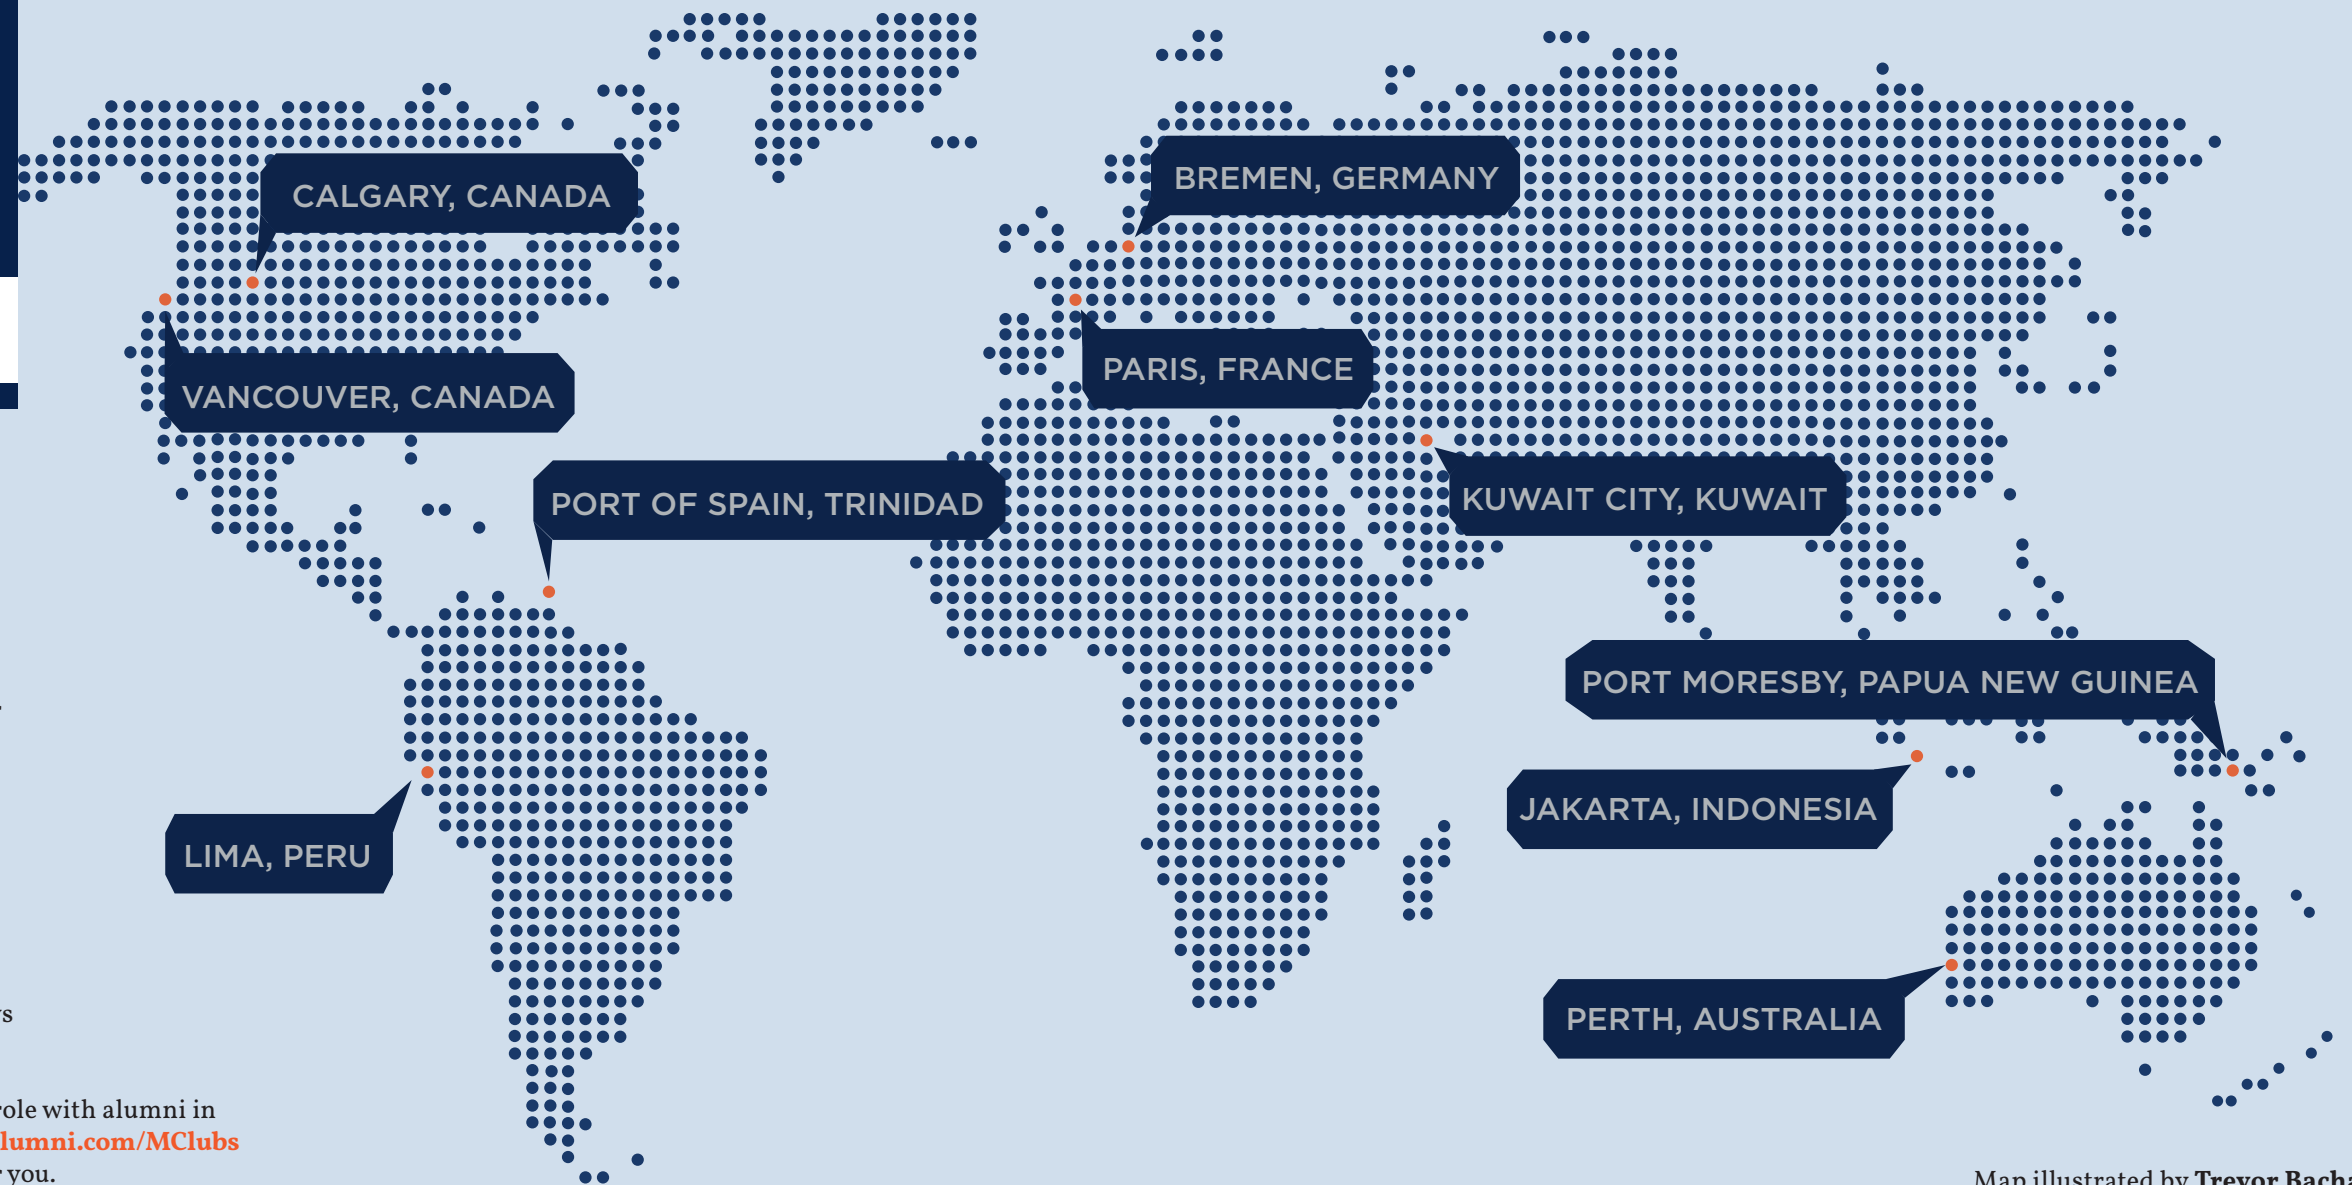 CALGARY, CANADA
BREMEN, GERMANY
VANCOUVER, CANADA
PARIS, FRANCE
PORT OF SPAIN, TRINIDAD
KUWAIT CITY, KUWAIT
PORT MORESBY, PAPUA NEW GUINEA
JAKARTA, INDONESIA
LIMA, PERU
PERTH, AUSTRALIA
with alumni in
lumni.com/MClubs
you.
Map illustrated by Trevor